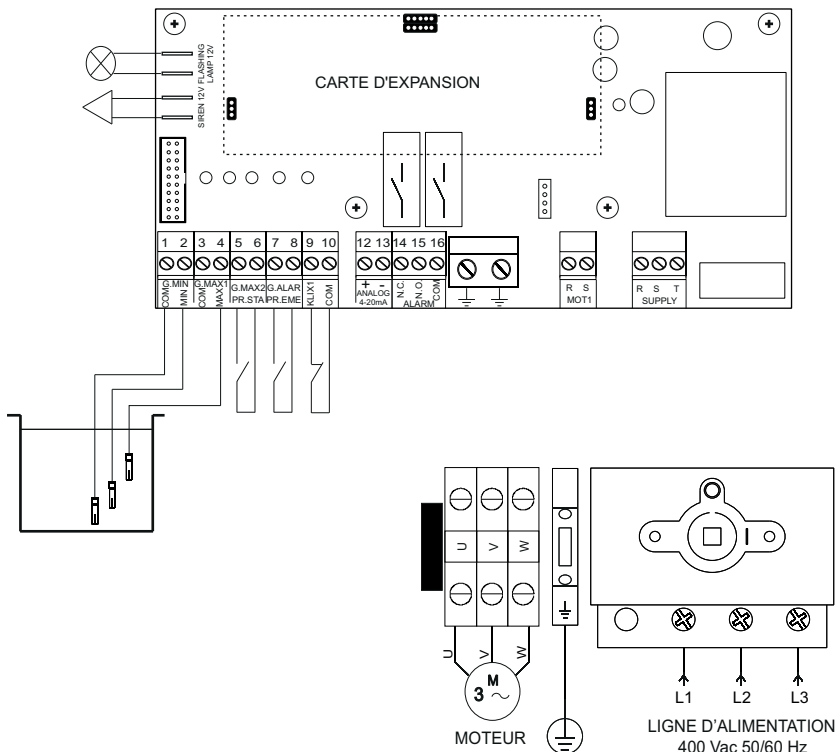 FLASHING
LAMP 12V
SIREN 12V
CARTE D'EXPANSION
1 2 3 4 5 6 7 8 9 10
12 13 14 15 16
COM
G.MIN
MIN
COM
G.MAX1
MAX1
G.MAX2
PR.STA
G.ALAR
PR.EME
KLIX1
COM
+ -
ANALOG
4-20mA
N.C.
N.O.
COM
ALARM
R S
MOT1
R S T
SUPPLY
U V W
U V W
M
3 ~
MOTEUR
I
L1 L2 L3
LIGNE D'ALIMENTATION
400 Vac 50/60 Hz